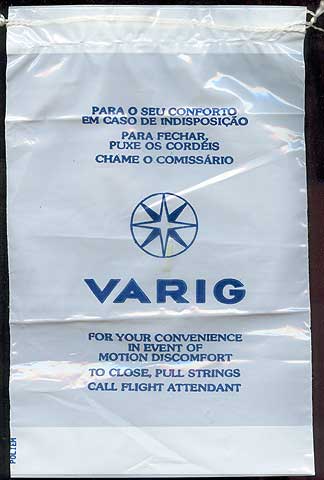 PARA O SEU CONFORTO
EM CASO DE INDISPOSIÇÃO
PARA FECHAR,
PUXE OS CORDÉIS
CHAME O COMISSÁRIO
VARIG
FOR YOUR CONVENIENCE
IN EVENT OF
MOTION DISCOMFORT
TO CLOSE, PULL STRINGS
CALL FLIGHT ATTENDANT
POLIEM